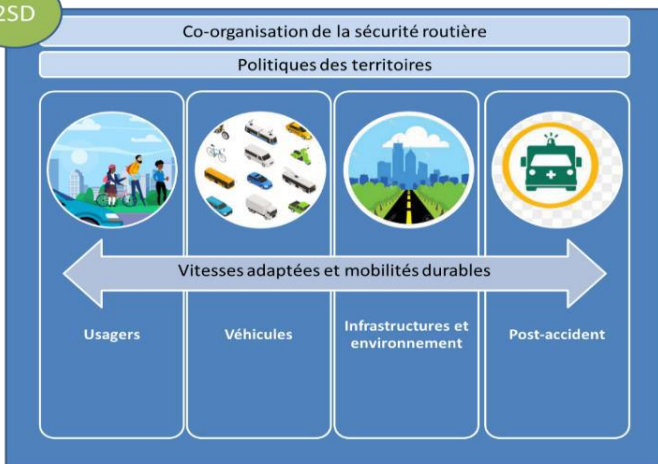 2SD
Co-organisation de la sécurité routière
Politiques des territoires
Vitesses adaptées et mobilités durables
Usagers
Véhicules
Infrastructures et
environnement
Post-accident